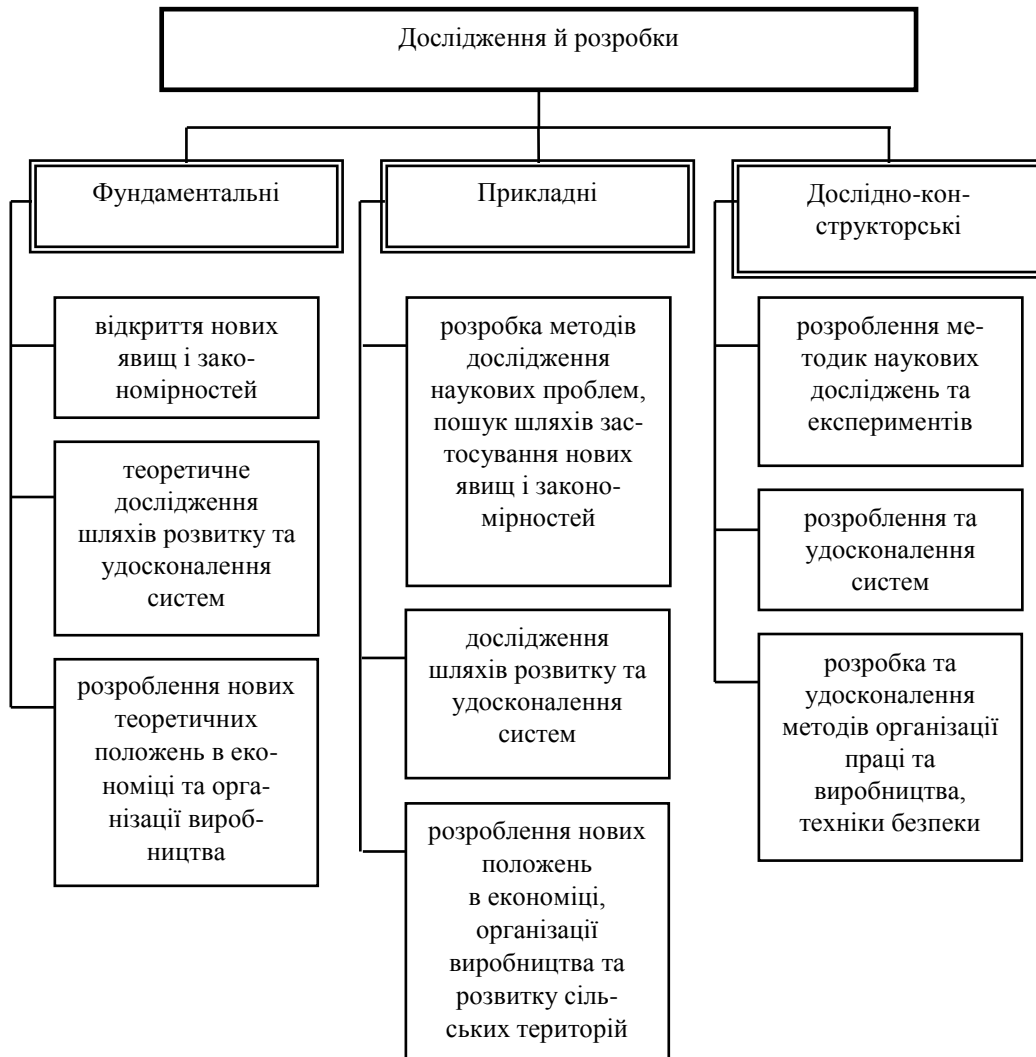 Дослідження й розробки
Фундаментальні
відкриття нових
явищ і зако-
номірностей
теоретичне
дослідження
шляхів розвитку та
удосконалення
систем
розроблення нових
теоретичних
положень в еко-
номіці та орга-
нізації вироб-
ництва
Прикладні
розробка методів
дослідження
наукових проблем,
пошук шляхів зас-
тосування нових
явищ і законо-
мірностей
дослідження
шляхів розвитку та
удосконалення
систем
розроблення нових
положень
в економіці,
організації
виробництва та
розвитку сіль-
ських територій
Дослідно-кон-
структорські
розроблення ме-
тодик наукових
досліджень та
експериментів
розроблення та
удосконалення
систем
розробка та
удосконалення
методів організації
праці та
виробництва,
техніки безпеки